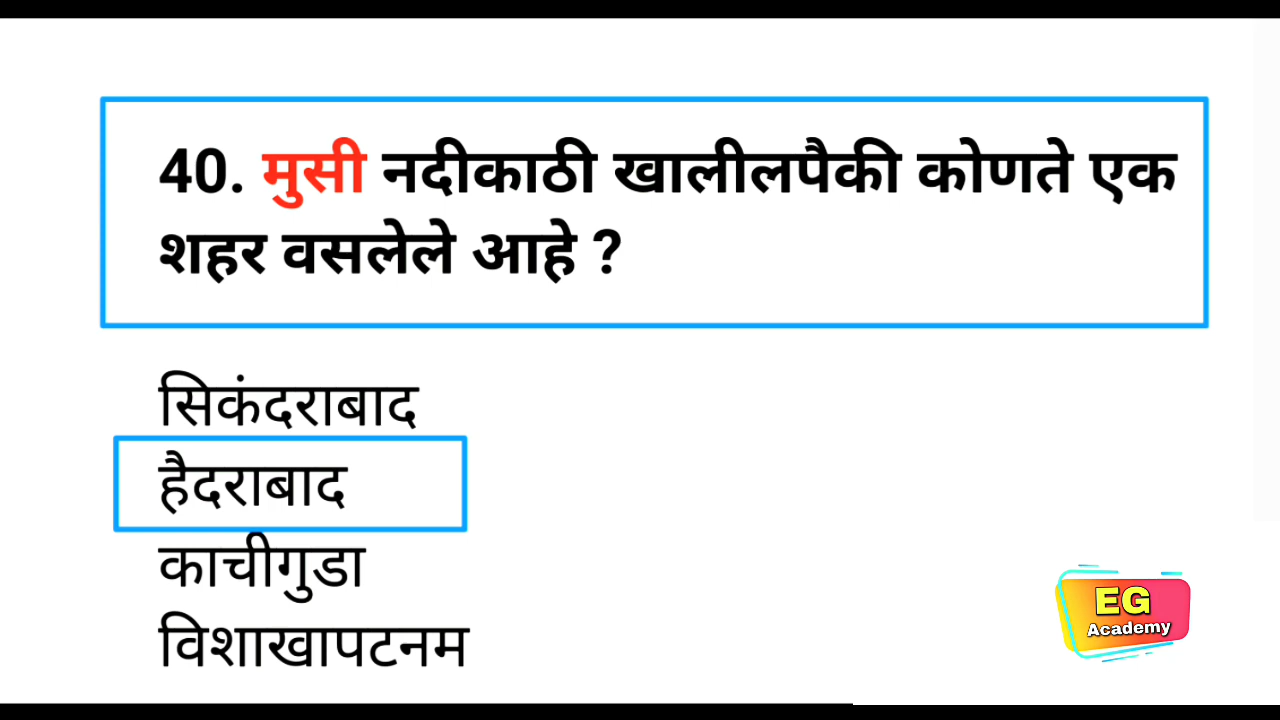 40. मुसी नदीकाठी खालीलपैकी कोणते एक
शहर वसलेले आहे ?
सिकंदराबाद
हैदराबाद
काचीगुडा
विशाखापटनम
EG
Academy